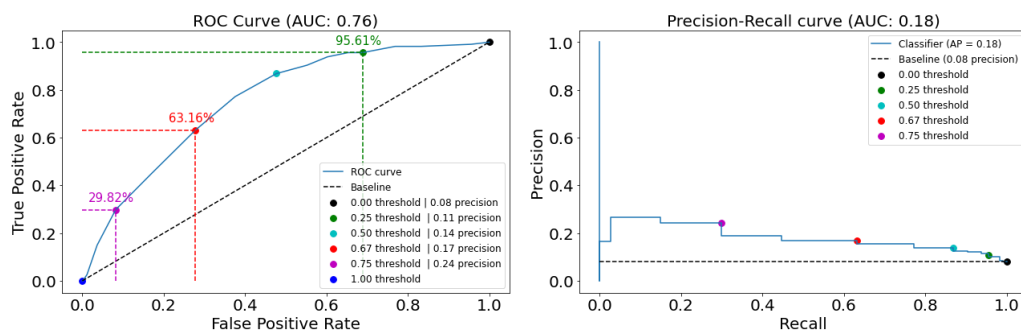 ROC Curve (AUC: 0.76)
True Positive Rate
1.0
0.8
0.6
0.4
0.2
0.0
95.61%
63.16%
29.82%
ROC curve
Baseline
0.00 threshold | 0.08 precision
0.25 threshold | 0.11 precision
0.50 threshold | 0.14 precision
0.67 threshold | 0.17 precision
0.75 threshold | 0.24 precision
1.00 threshold
0.0 0.2 0.4 0.6 0.8 1.0
False Positive Rate
Precision-Recall curve (AUC: 0.18)
Precision
1.0
0.8
0.6
0.4
0.2
0.0
Classifier (AP = 0.18)
Baseline (0.08 precision)
0.00 threshold
0.25 threshold
0.50 threshold
0.67 threshold
0.75 threshold
0.0 0.2 0.4 0.6 0.8 1.0
Recall